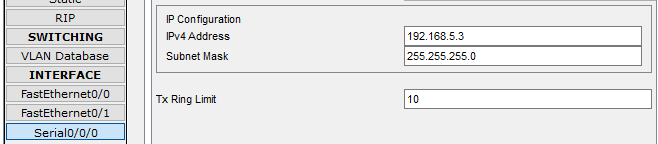 Static
RIP
SWITCHING
VLAN Database
INTERFACE
FastEthernet0/0
FastEthernet0/1
Serial0/0/0
IP Configuration
IPv4 Address 192.168.5.3
Subnet Mask 255.255.255.0
Tx Ring Limit 10